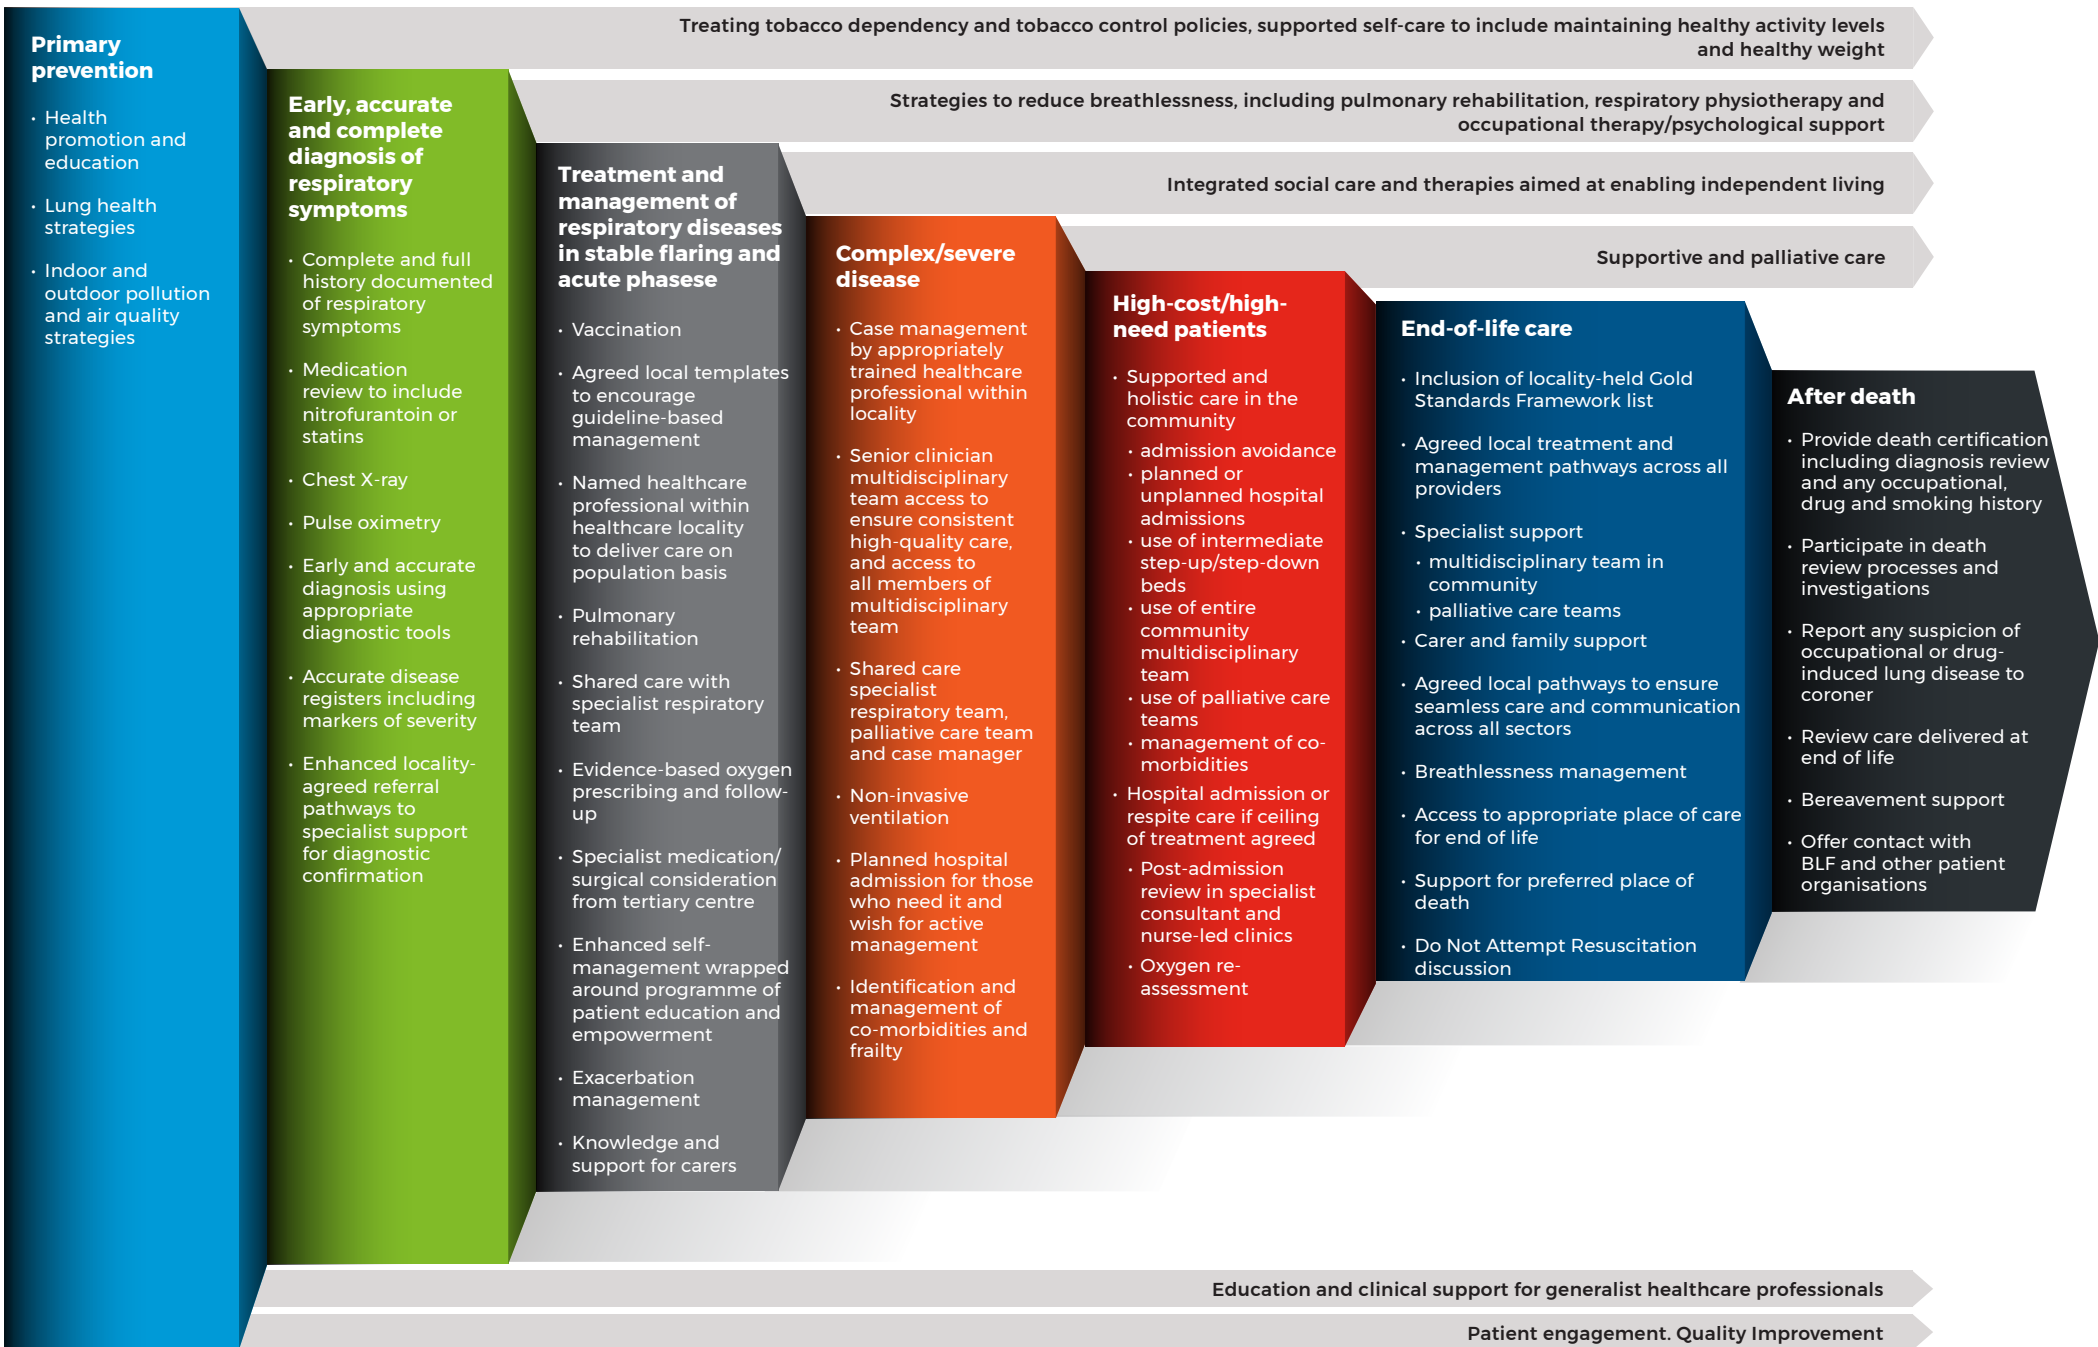 Treating tobacco dependency and tobacco control policies, supported self-care to include maintaining healthy activity levels
and healthy weight
Strategies to reduce breathlessness, including pulmonary rehabilitation, respiratory physiotherapy and
occupational therapy/psychological support
Integrated social care and therapies aimed at enabling independent living
Supportive and palliative care
Primary
prevention
• Health
promotion and
education
• Lung health
strategies
• Indoor and
outdoor pollution
and air quality
strategies
Early, accurate
and complete
diagnosis of
respiratory
symptoms
• Complete and full
history documented
of respiratory
symptoms
• Medication
review to include
nitrofurantoin or
statins
• Chest X-ray
• Pulse oximetry
• Early and accurate
diagnosis using
appropriate
diagnostic tools
• Accurate disease
registers including
markers of severity
• Enhanced locality-
agreed referral
pathways to
specialist support
for diagnostic
confirmation
Treatment and
management of
respiratory diseases
in stable flaring and
acute phasese
• Vaccination
• Agreed local templates
to encourage
guideline-based
management
• Named healthcare
professional within
healthcare locality
to deliver care on
population basis
• Pulmonary
rehabilitation
• Shared care with
specialist respiratory
team
• Evidence-based oxygen
prescribing and follow-
up
• Specialist medication/
surgical consideration
from tertiary centre
• Enhanced self-
management wrapped
around programme of
patient education and
empowerment
• Exacerbation
management
• Knowledge and
support for carers
Complex/severe
disease
• Case management
by appropriately
trained healthcare
professional within
locality
• Senior clinician
multidisciplinary
team access to
ensure consistent
high-quality care,
and access to
all members of
multidisciplinary
team
• Shared care
specialist
respiratory team,
palliative care team
and case manager
• Non-invasive
ventilation
• Planned hospital
admission for those
who need it and
wish for active
management
• Identification and
management of
co-morbidities and
frailty
High-cost/high-
need patients
• Supported and
holistic care in the
community
• admission avoidance
• planned or
unplanned hospital
admissions
• use of intermediate
step-up/step-down
beds
• use of entire
community
multidisciplinary
team
• use of palliative care
teams
• management of co-
morbidities
• Hospital admission or
respite care if ceiling
of treatment agreed
• Post-admission
review in specialist
consultant and
nurse-led clinics
• Oxygen re-
assessment
End-of-life care
• Inclusion of locality-held Gold
Standards Framework list
• Agreed local treatment and
management pathways across all
providers
• Specialist support
• multidisciplinary team in
community
• palliative care teams
• Carer and family support
• Agreed local pathways to ensure
seamless care and communication
across all sectors
• Breathlessness management
• Access to appropriate place of care
for end of life
• Support for preferred place of
death
• Do Not Attempt Resuscitation
discussion
After death
• Provide death certification
including diagnosis review
and any occupational,
drug and smoking history
• Participate in death
review processes and
investigations
• Report any suspicion of
occupational or drug-
induced lung disease to
coroner
• Review care delivered at
end of life
• Bereavement support
• Offer contact with
BLF and other patient
organisations
Education and clinical support for generalist healthcare professionals
Patient engagement. Quality Improvement